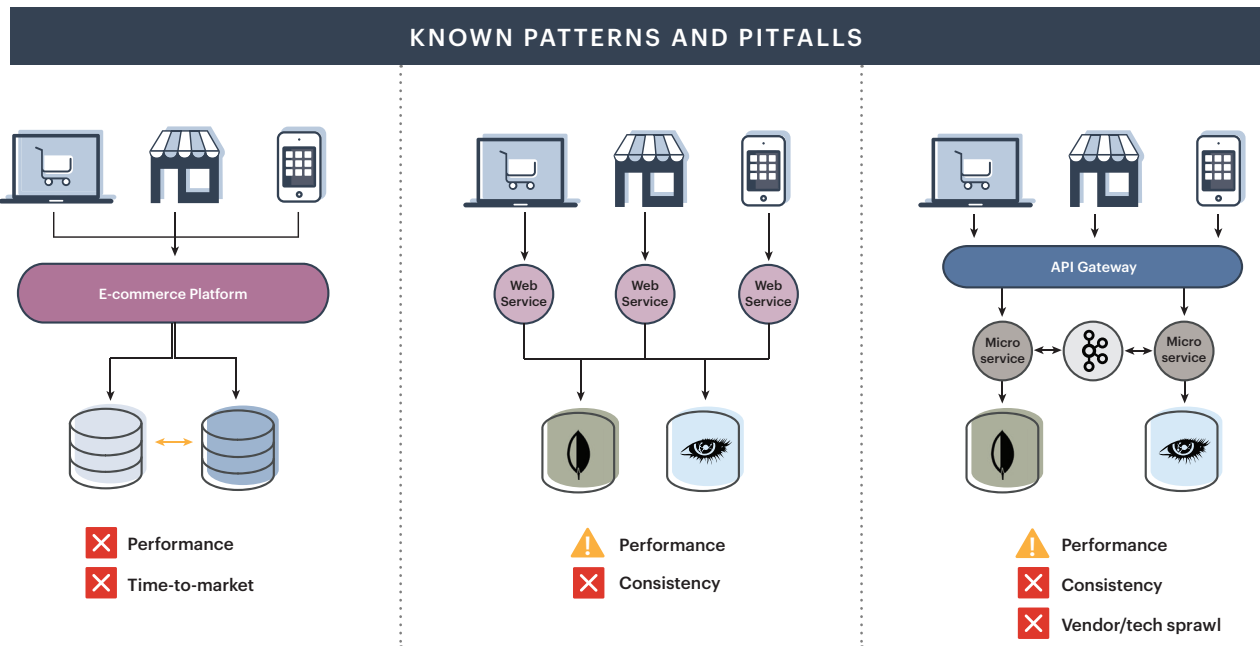 KNOWN PATTERNS AND PITFALLS
E-commerce Platform
Performance
Time-to-market
Web
Service
Web
Service
Web
Service
Performance
Consistency
API Gateway
Micro
service
Micro
service
Performance
Consistency
Vendor/tech sprawl